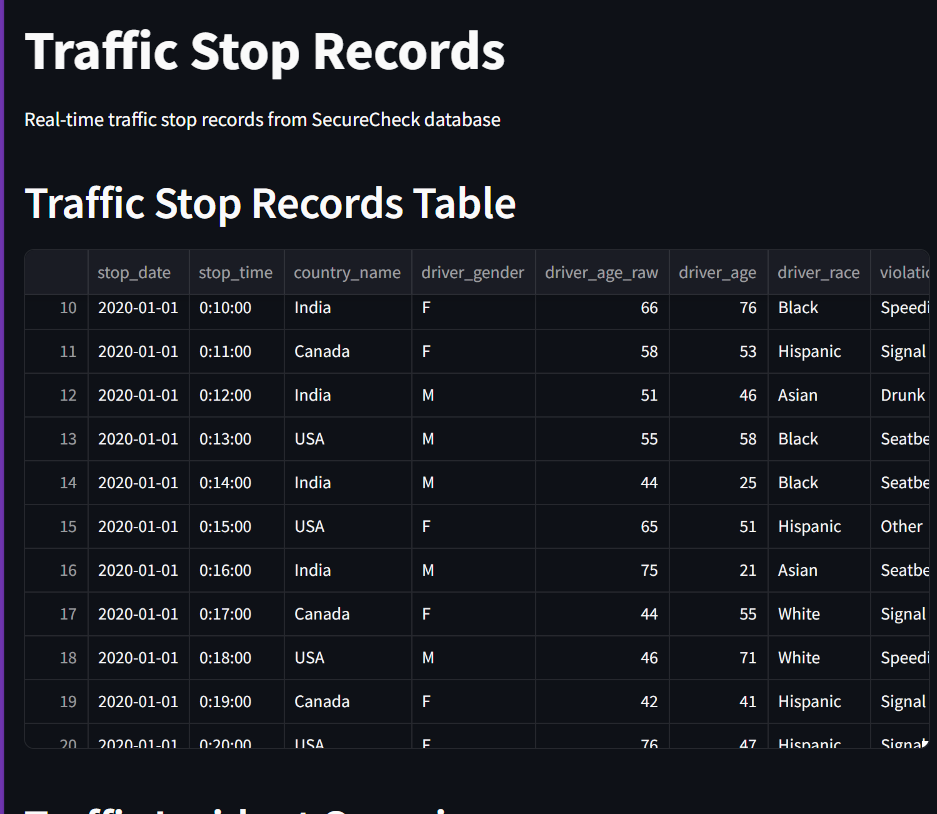 Traffic Stop Records
Real-time traffic stop records from SecureCheck database
Traffic Stop Records Table
stop_date stop_time country_name driver_gender driver_age_raw driver_age driver_race violatio
10 2020-01-01 0:10:00 India F 66 76 Black Speedi
11 2020-01-01 0:11:00 Canada F 58 53 Hispanic Signal
12 2020-01-01 0:12:00 India M 51 46 Asian Drunk
13 2020-01-01 0:13:00 USA M 55 58 Black Seatbe
14 2020-01-01 0:14:00 India M 44 25 Black Seatbe
15 2020-01-01 0:15:00 USA F 65 51 Hispanic Other
16 2020-01-01 0:16:00 India M 75 21 Asian Seatbe
17 2020-01-01 0:17:00 Canada F 44 55 White Signal
18 2020-01-01 0:18:00 USA M 46 71 White Speedi
19 2020-01-01 0:19:00 Canada F 42 41 Hispanic Signal
20 2020-01-01 0:20:00 USA F 76 47 Hispanic Signal